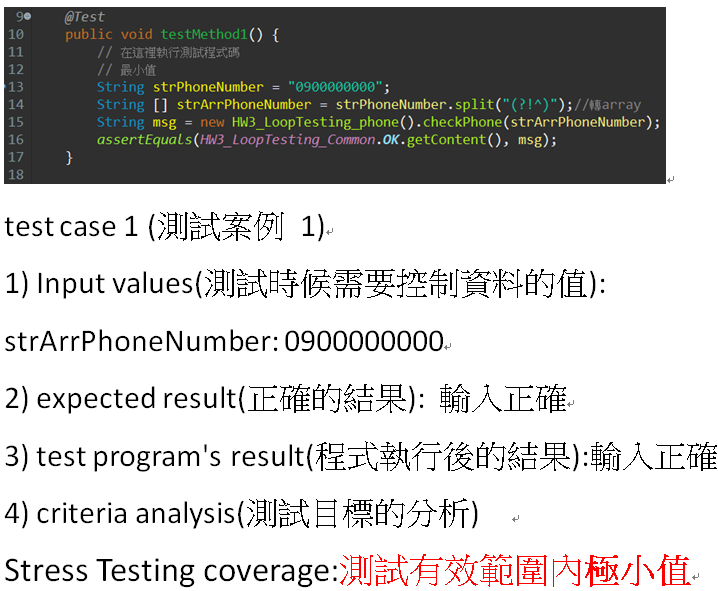 9 @Test
10 public void testMethod1() {
11 // 在這裡執行測試程式碼
12 // 最小值
13 String strPhoneNumber = "0900000000";
14 String [] strArrPhoneNumber = strPhoneNumber.split("(?!^)");//轉array
15 String msg = new HW3_LoopTesting_phone().checkPhone(strArrPhoneNumber);
16 assertEquals(HW3_LoopTesting_Common.OK.getContent(), msg);
17 }
18
test case 1 (測試案例 1)
1) Input values(測試時候需要控制資料的值):
strArrPhoneNumber: 0900000000
2) expected result(正確的結果): 輸入正確
3) test program's result(程式執行後的結果):輸入正確
4) criteria analysis(測試目標的分析)
Stress Testing coverage:測試有效範圍內極小值